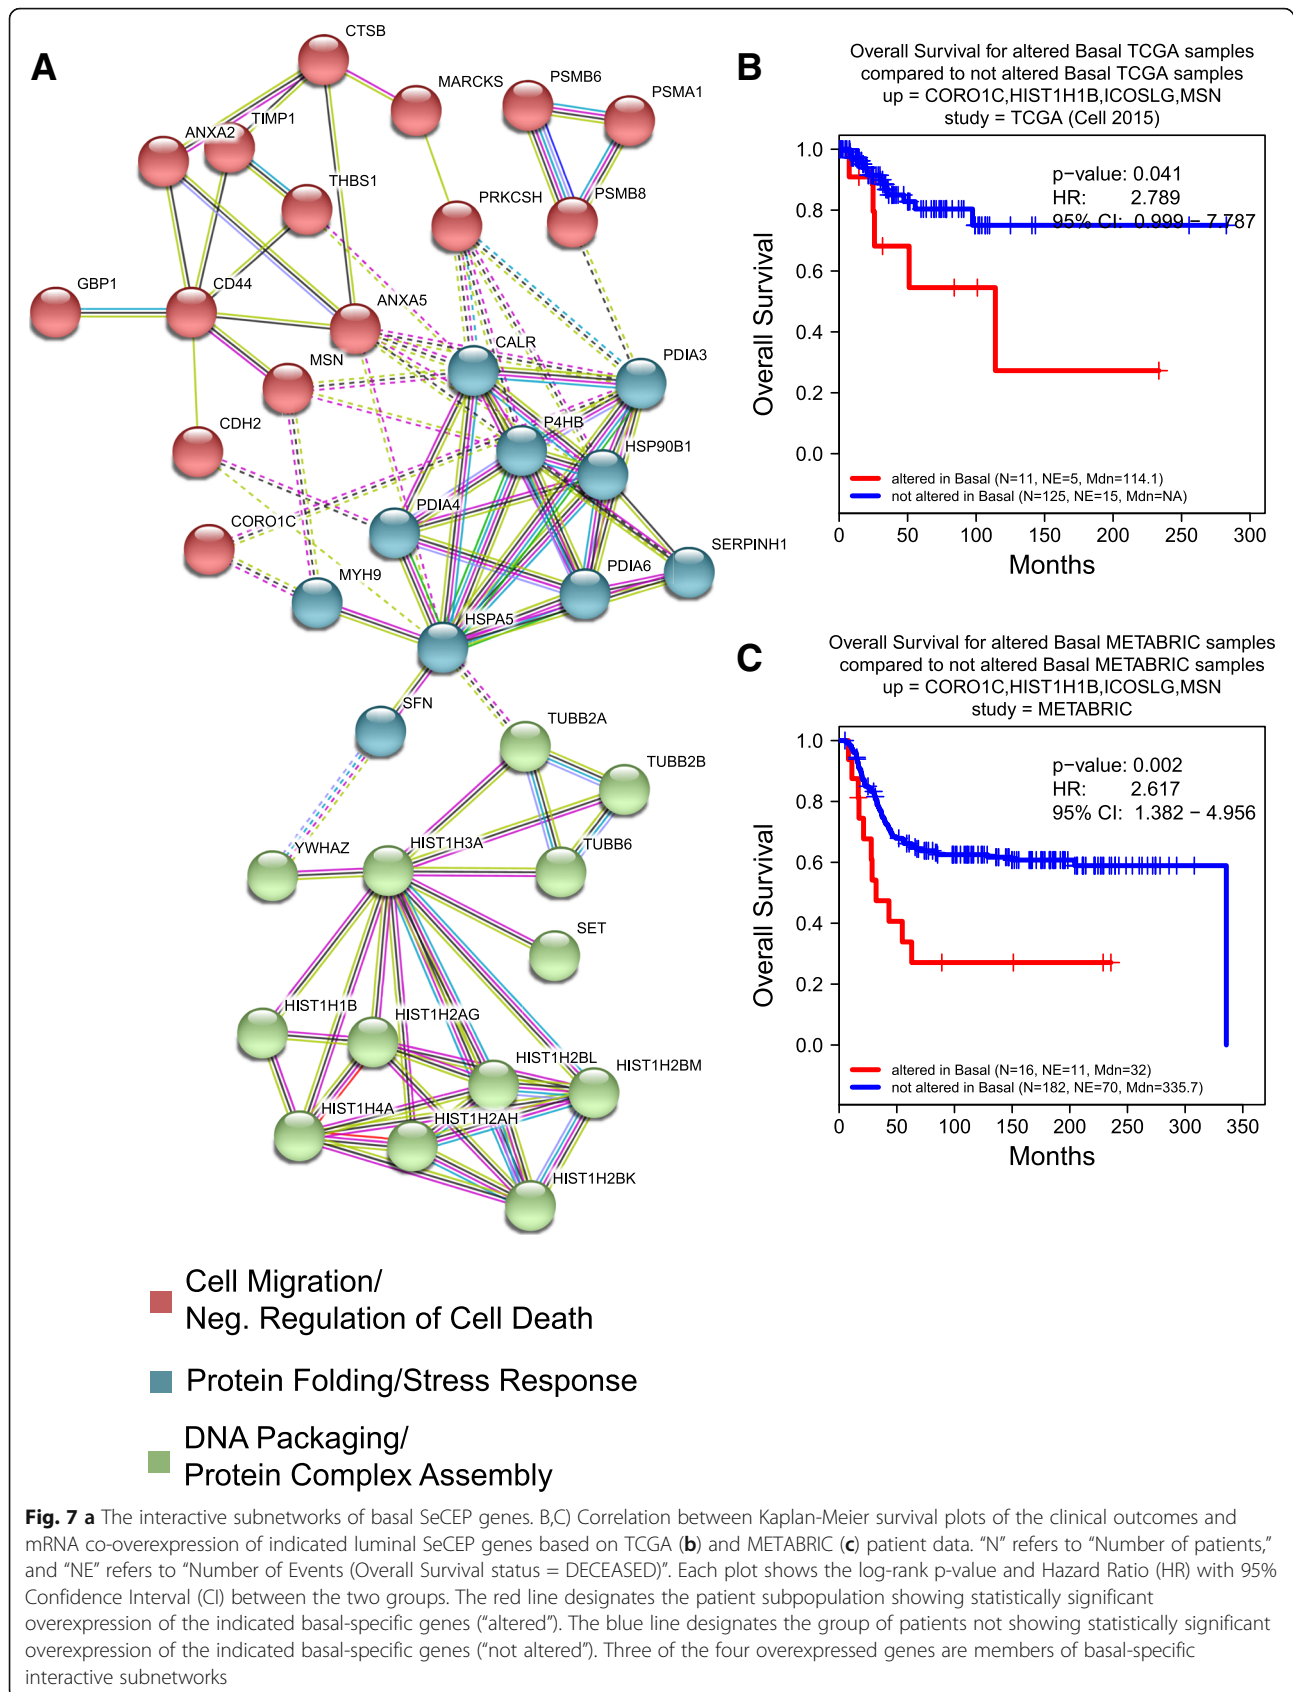 A
CTSB
MARCKS
PSMB6
PSMA1
ANXA2
TIMP1
THBS1
PRKCSH
PSMB8
GBP1
CD44
ANXA5
MSN
CALR
PDIA3
CDH2
P4HB
HSP90B1
PDIA4
CORO1C
SERPINH1
MYH9
PDIA6
HSPA5
SFN
TUBB2A
TUBB2B
YWHAZ
HIST1H3A
TUBB6
SET
HIST1H1B
HIST1H2AG
HIST1H2BL
HIST1H2BM
HIST1H4A
HIST1H2AH
HIST1H2BK
Cell Migration/
Neg. Regulation of Cell Death
Protein Folding/Stress Response
DNA Packaging/
Protein Complex Assembly
B
Overall Survival for altered Basal TCGA samples
compared to not altered Basal TCGA samples
up = CORO1C,HIST1H1B,ICOSLG,MSN
study = TCGA (Cell 2015)
p−value: 0.041
HR: 2.789
95% CI: 0.999 − 7.787
Overall Survival
1.0
0.8
0.6
0.4
0.2
0.0
altered in Basal (N=11, NE=5, Mdn=114.1)
not altered in Basal (N=125, NE=15, Mdn=NA)
0 50 100 150 200 250 300
Months
C
Overall Survival for altered Basal METABRIC samples
compared to not altered Basal METABRIC samples
up = CORO1C,HIST1H1B,ICOSLG,MSN
study = METABRIC
p−value: 0.002
HR: 2.617
95% CI: 1.382 − 4.956
Overall Survival
1.0
0.8
0.6
0.4
0.2
0.0
altered in Basal (N=16, NE=11, Mdn=32)
not altered in Basal (N=182, NE=70, Mdn=335.7)
0 50 100 150 200 250 300 350
Months
Fig. 7 a The interactive subnetworks of basal SeCEP genes. B,C) Correlation between Kaplan-Meier survival plots of the clinical outcomes and
mRNA co-overexpression of indicated luminal SeCEP genes based on TCGA (b) and METABRIC (c) patient data. “N” refers to “Number of patients,”
and “NE” refers to “Number of Events (Overall Survival status = DECEASED)”. Each plot shows the log-rank p-value and Hazard Ratio (HR) with 95%
Confidence Interval (CI) between the two groups. The red line designates the patient subpopulation showing statistically significant
overexpression of the indicated basal-specific genes (“altered”). The blue line designates the group of patients not showing statistically significant
overexpression of the indicated basal-specific genes (“not altered”). Three of the four overexpressed genes are members of basal-specific
interactive subnetworks